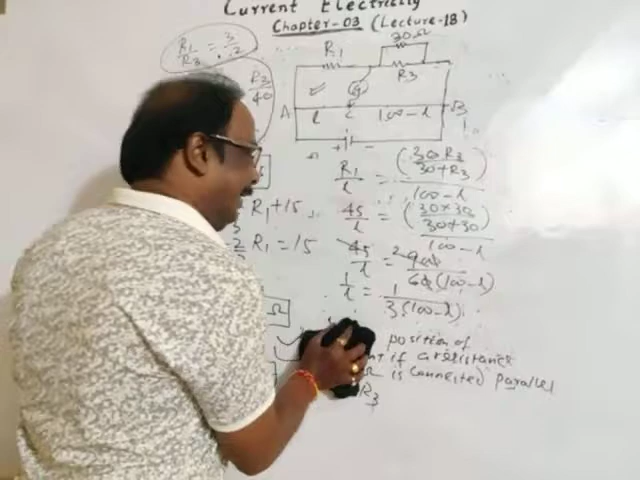 Current Electricity
Chapter-03 (Lecture-18)
R1/R3 = 3/2
R3/40
R1
30Ω
R3
G
A
l
C
100-l
B
+ -
R1/l = (30R3/30+R3)/100-l
R1+15
45/l = (30×30/30+30)/100-l
R1=15
45/l = 2 900/60(100-l)
1/l = 1/3(100-l)
Ω
position of
if a resistance
is connected parallel
R3